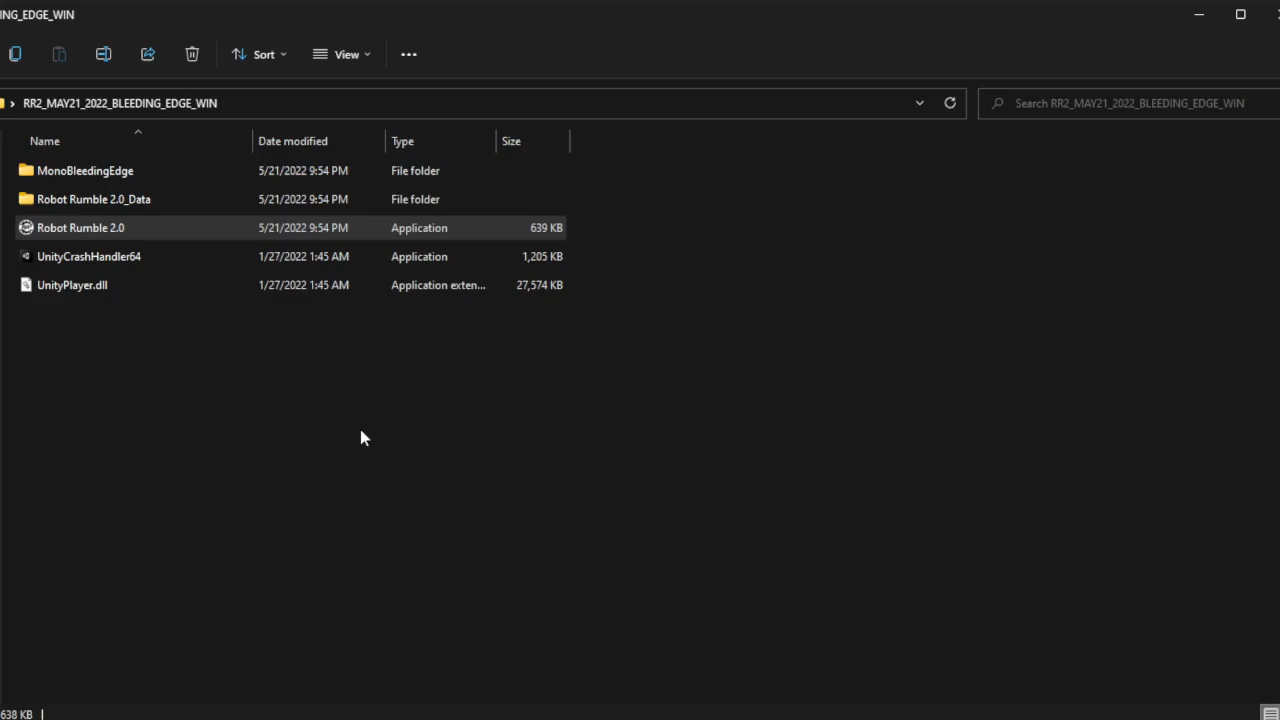 NG_EDGE_WIN
Sort View
RR2_MAY21_2022_BLEEDING_EDGE_WIN Search RR2_MAY21_2022_BLEEDING_EDGE_WIN
Name Date modified Type Size
MonoBleedingEdge 5/21/2022 9:54 PM File folder
Robot Rumble 2.0_Data 5/21/2022 9:54 PM File folder
Robot Rumble 2.0 5/21/2022 9:54 PM Application 639 KB
UnityCrashHandler64 1/27/2022 1:45 AM Application 1,205 KB
UnityPlayer.dll 1/27/2022 1:45 AM Application exten... 27,574 KB
638 KB